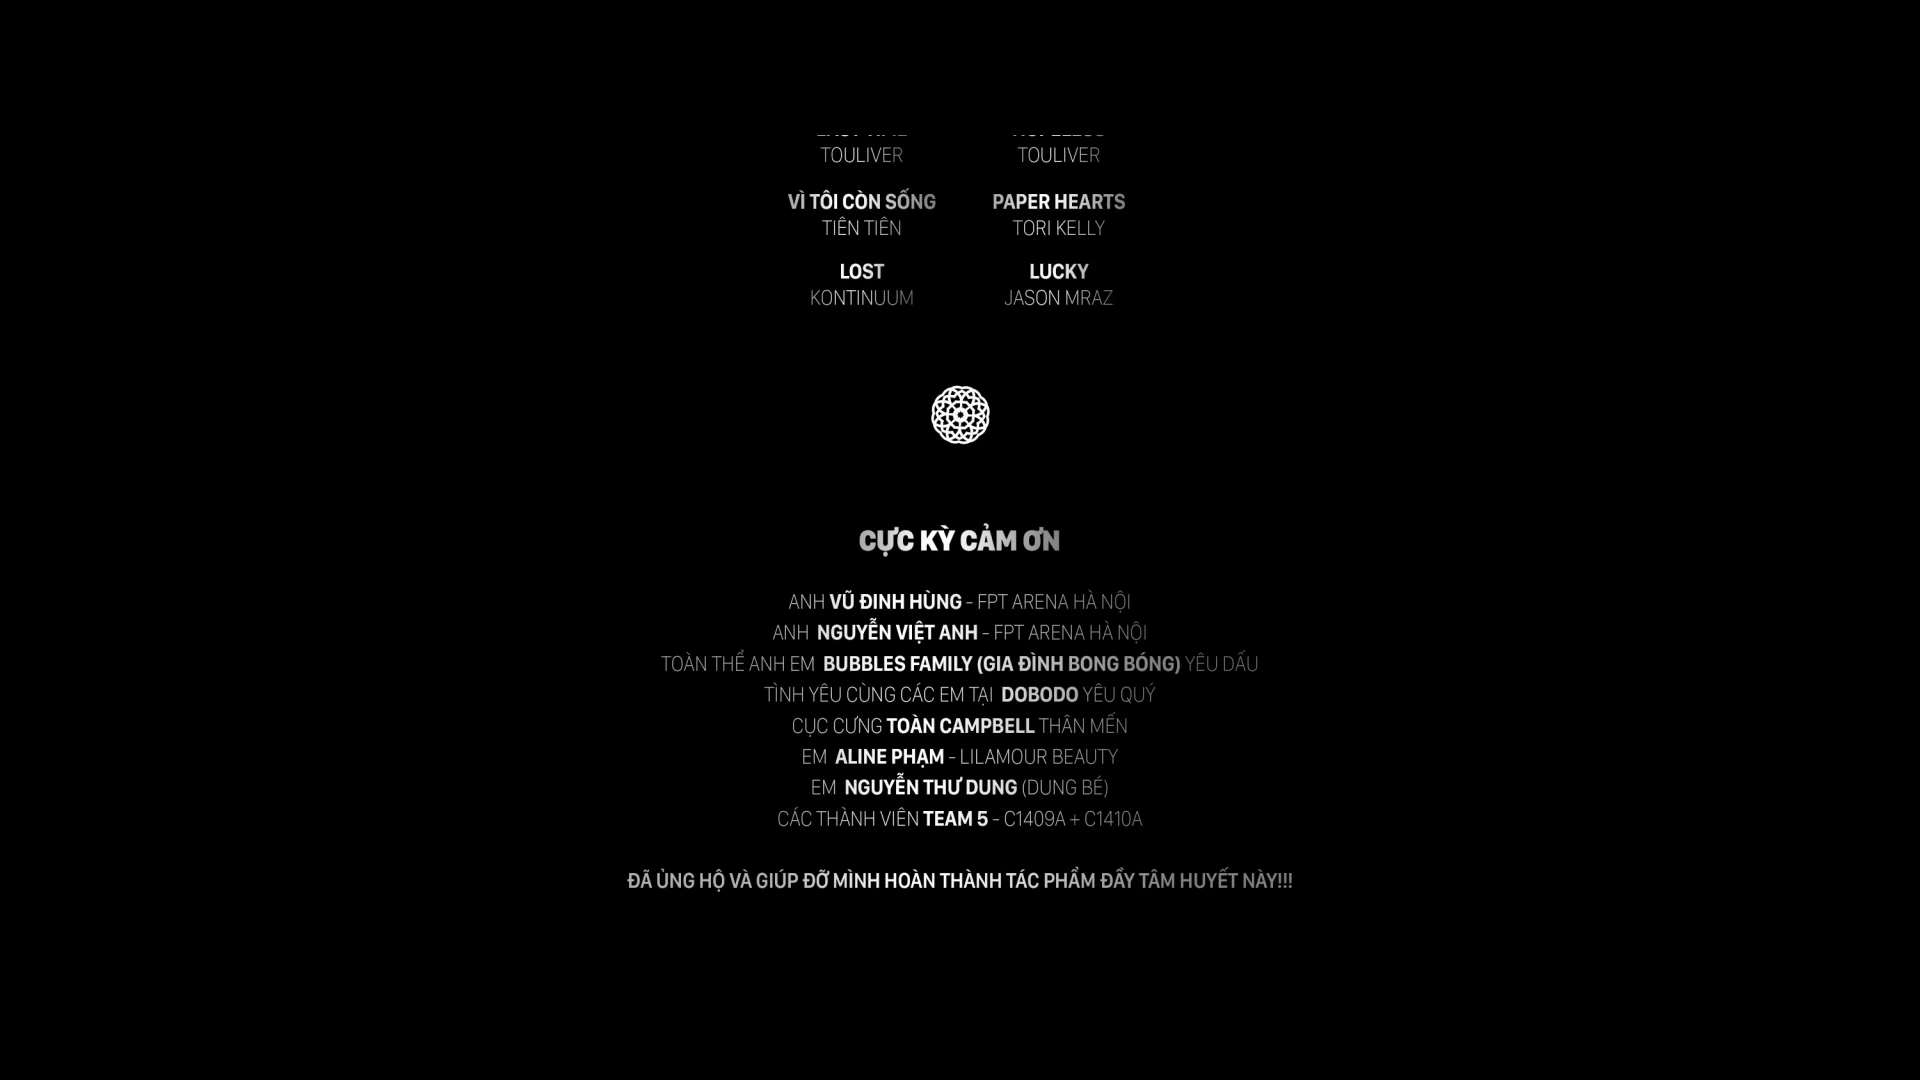 TOULIVER TOULIVER
VÌ TÔI CÒN SỐNG PAPER HEARTS
TIÊN TIÊN TORI KELLY
LOST LUCKY
KONTINUUM JASON MRAZ
CỰC KỲ CẢM ƠN
ANH VŨ ĐINH HÙNG - FPT ARENA HÀ NỘI
ANH NGUYỄN VIỆT ANH - FPT ARENA HÀ NỘI
TOÀN THỂ ANH EM BUBBLES FAMILY (GIA ĐÌNH BONG BÓNG) YÊU DẤU
TÌNH YÊU CÙNG CÁC EM TẠI DOBODO YÊU QUÝ
CỤC CƯNG TOÀN CAMPBELL THÂN MẾN
EM ALINE PHẠM - LILAMOUR BEAUTY
EM NGUYỄN THƯ DUNG (DUNG BÉ)
CÁC THÀNH VIÊN TEAM 5 - C1409A + C1410A
ĐÃ ỦNG HỘ VÀ GIÚP ĐỠ MÌNH HOÀN THÀNH TÁC PHẨM ĐẦY TÂM HUYẾT NÀY!!!